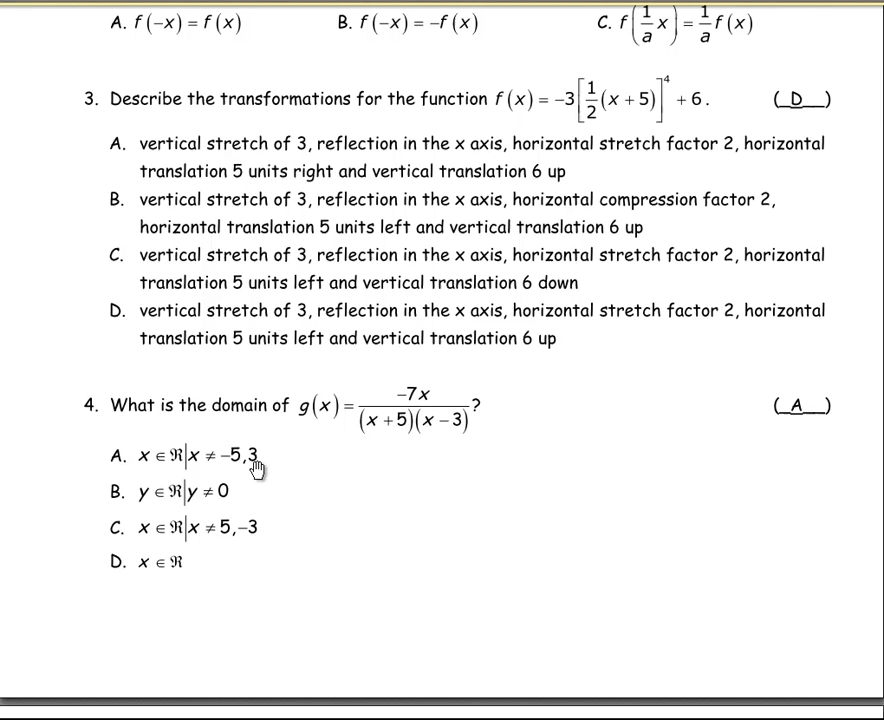 A. f(−x) = f(x) B. f(−x) = −f(x) C. f(1/a x) = 1/a f(x)
3. Describe the transformations for the function f(x) = −3[1/2(x + 5)]⁴ + 6. (_D__)
A. vertical stretch of 3, reflection in the x axis, horizontal stretch factor 2, horizontal
translation 5 units right and vertical translation 6 up
B. vertical stretch of 3, reflection in the x axis, horizontal compression factor 2,
horizontal translation 5 units left and vertical translation 6 up
C. vertical stretch of 3, reflection in the x axis, horizontal stretch factor 2, horizontal
translation 5 units left and vertical translation 6 down
D. vertical stretch of 3, reflection in the x axis, horizontal stretch factor 2, horizontal
translation 5 units left and vertical translation 6 up
4. What is the domain of g(x) = −7x/((x + 5)(x − 3))? (_A__)
A. x ∈ ℜ|x ≠ −5,3
B. y ∈ ℜ|y ≠ 0
C. x ∈ ℜ|x ≠ 5,−3
D. x ∈ ℜ